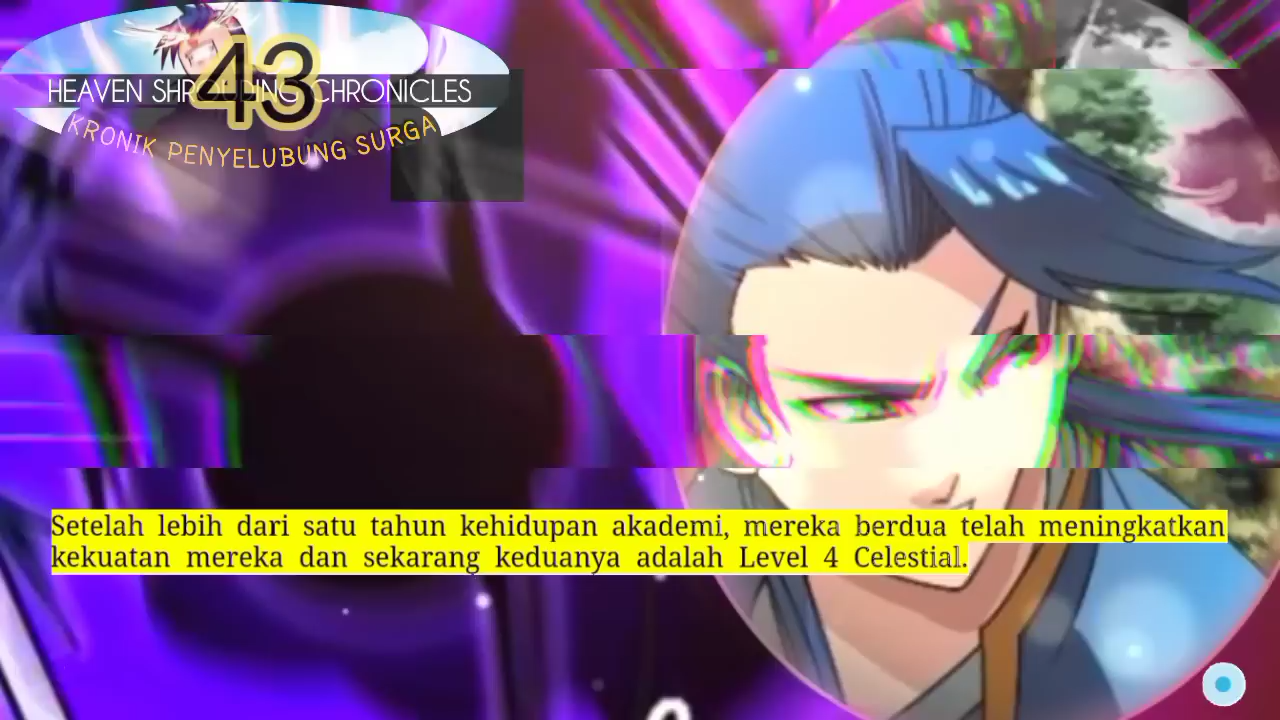 43
HEAVEN SHROUDING CHRONICLES
KRONIK PENYELUBUNG SURGA
Setelah lebih dari satu tahun kehidupan akademi, mereka berdua telah meningkatkan
kekuatan mereka dan sekarang keduanya adalah Level 4 Celestial.